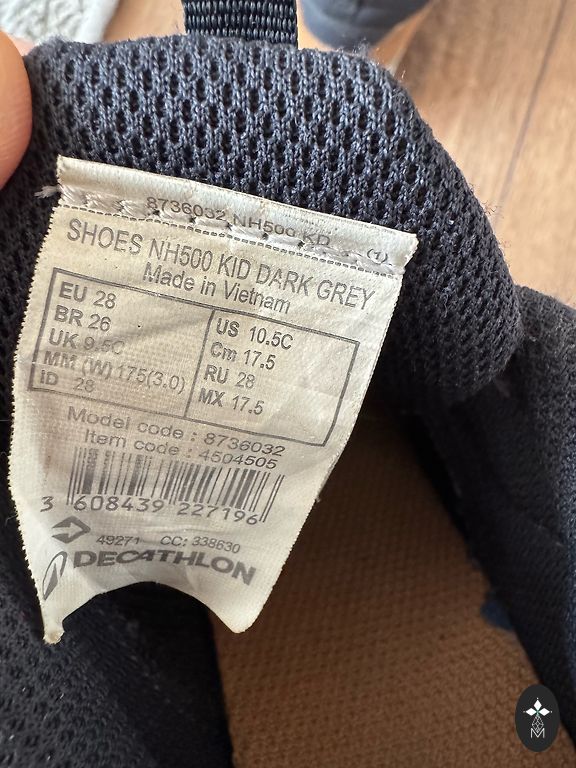 8736032 NH500 KD (1)
SHOES NH500 KID DARK GREY
Made in Vietnam
EU 28
BR 26
UK 9.5C
MM (W) 175(3.0)
ID 28
US 10.5C
Cm 17.5
RU 28
MX 17.5
Model code : 8736032
Item code : 4504505
3 608439 227196
49271 CC: 338630
DECATHLON
M